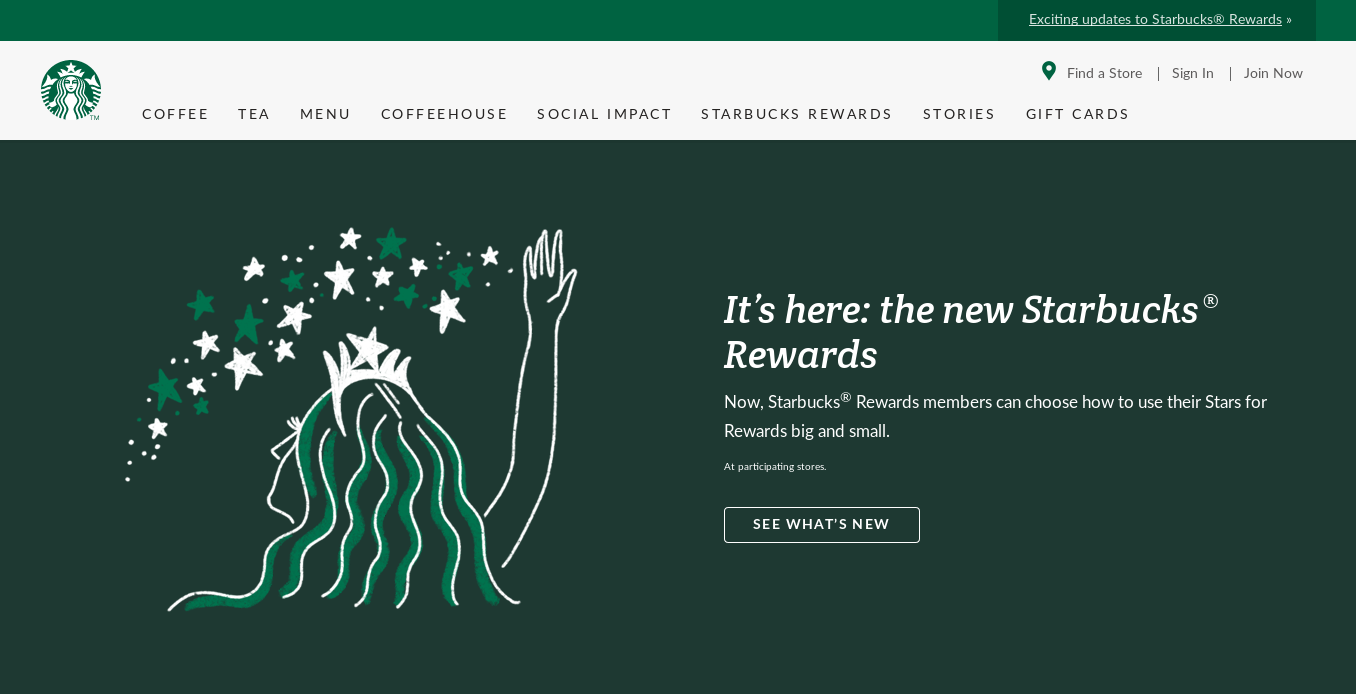 Exciting updates to Starbucks® Rewards »
Find a Store | Sign In | Join Now
TM
COFFEE TEA MENU COFFEEHOUSE SOCIAL IMPACT STARBUCKS REWARDS STORIES GIFT CARDS
It’s here: the new Starbucks®
Rewards
Now, Starbucks® Rewards members can choose how to use their Stars for
Rewards big and small.
At participating stores.
SEE WHAT’S NEW